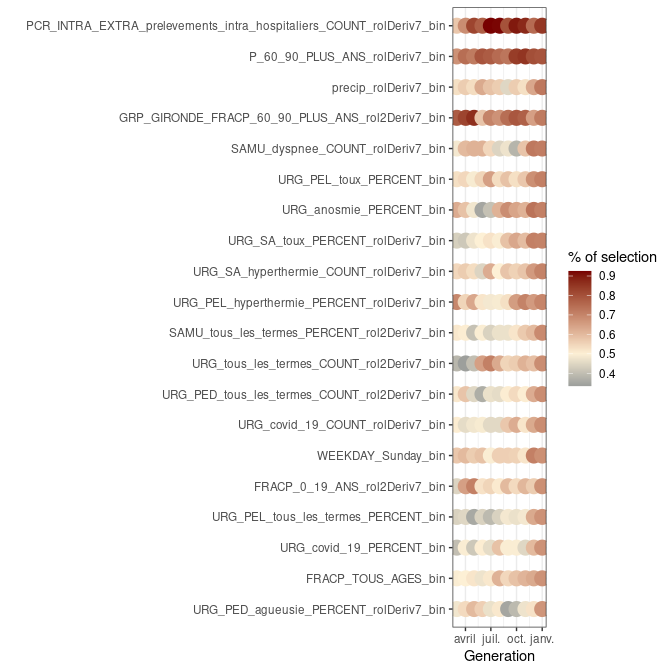 PCR_INTRA_EXTRA_prelevements_intra_hospitaliers_COUNT_rolDeriv7_bin
P_60_90_PLUS_ANS_rolDeriv7_bin
precip_rolDeriv7_bin
GRP_GIRONDE_FRACP_60_90_PLUS_ANS_rol2Deriv7_bin
SAMU_dyspnee_COUNT_rolDeriv7_bin
URG_PEL_toux_PERCENT_bin
URG_anosmie_PERCENT_bin
URG_SA_toux_PERCENT_rolDeriv7_bin
URG_SA_hyperthermie_COUNT_rolDeriv7_bin
URG_PEL_hyperthermie_PERCENT_rolDeriv7_bin
SAMU_tous_les_termes_PERCENT_rol2Deriv7_bin
URG_tous_les_termes_COUNT_rol2Deriv7_bin
URG_PED_tous_les_termes_COUNT_rol2Deriv7_bin
URG_covid_19_COUNT_rolDeriv7_bin
WEEKDAY_Sunday_bin
FRACP_0_19_ANS_rol2Deriv7_bin
URG_PEL_tous_les_termes_PERCENT_bin
URG_covid_19_PERCENT_bin
FRACP_TOUS_AGES_bin
URG_PED_agueusie_PERCENT_rolDeriv7_bin
avril juil. oct. janv.
Generation
% of selection
0.9
0.8
0.7
0.6
0.5
0.4